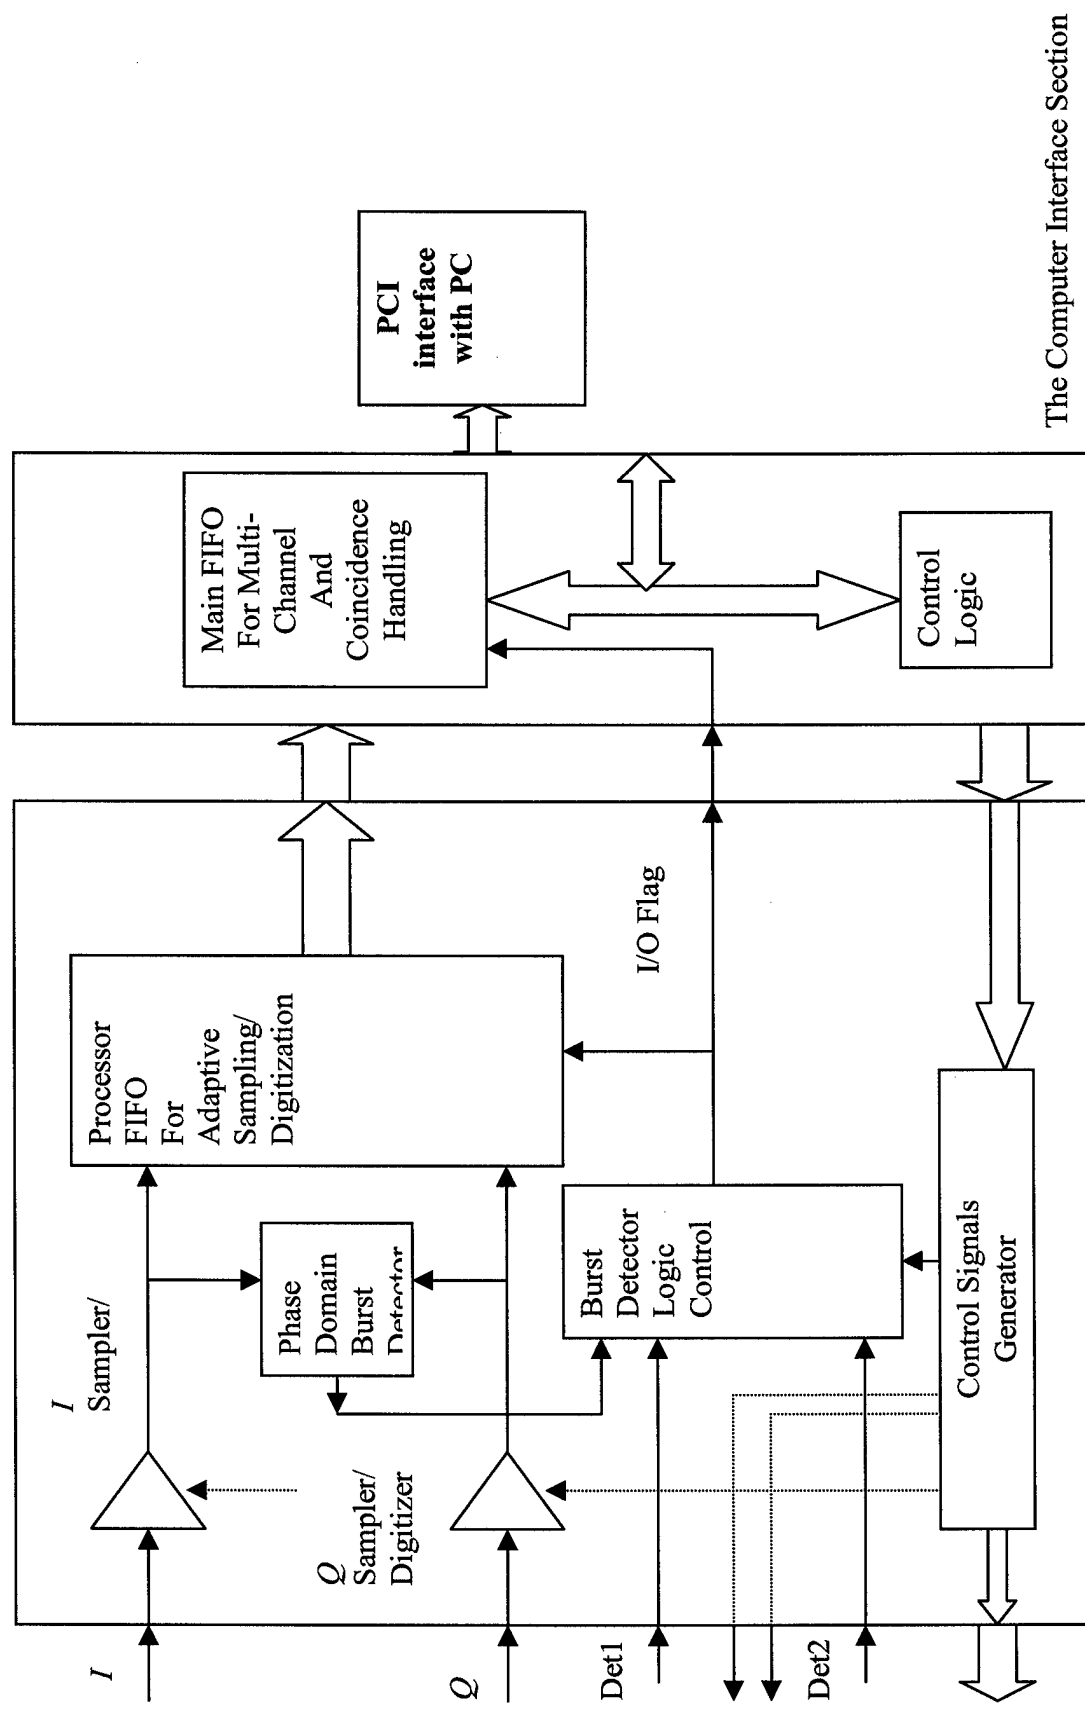 I
I
Sampler/
Q
Q
Sampler/
Digitizer
Det1
Det2
Phase
Domain
Burst
Detector
Processor
FIFO
For
Adaptive
Sampling/
Digitization
Burst
Detector
Logic
Control
Control Signals
Generator
I/O Flag
Main FIFO
For Multi-
Channel
And
Coincidence
Handling
Control
Logic
PCI
interface
with PC
The Computer Interface Section